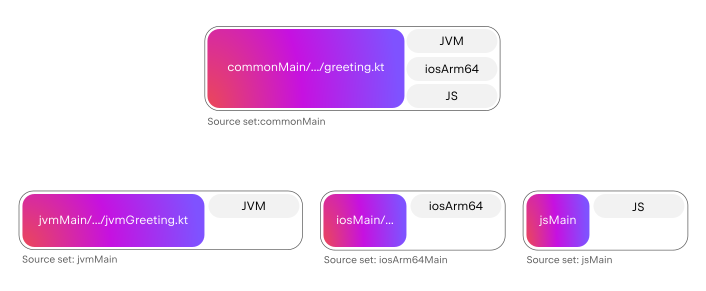 commonMain/.../greeting.kt
JVM
iosArm64
JS
Source set:commonMain
jvmMain/.../jvmGreeting.kt
JVM
Source set: jvmMain
iosMain/...
iosArm64
Source set: iosArm64Main
jsMain
JS
Source set: jsMain